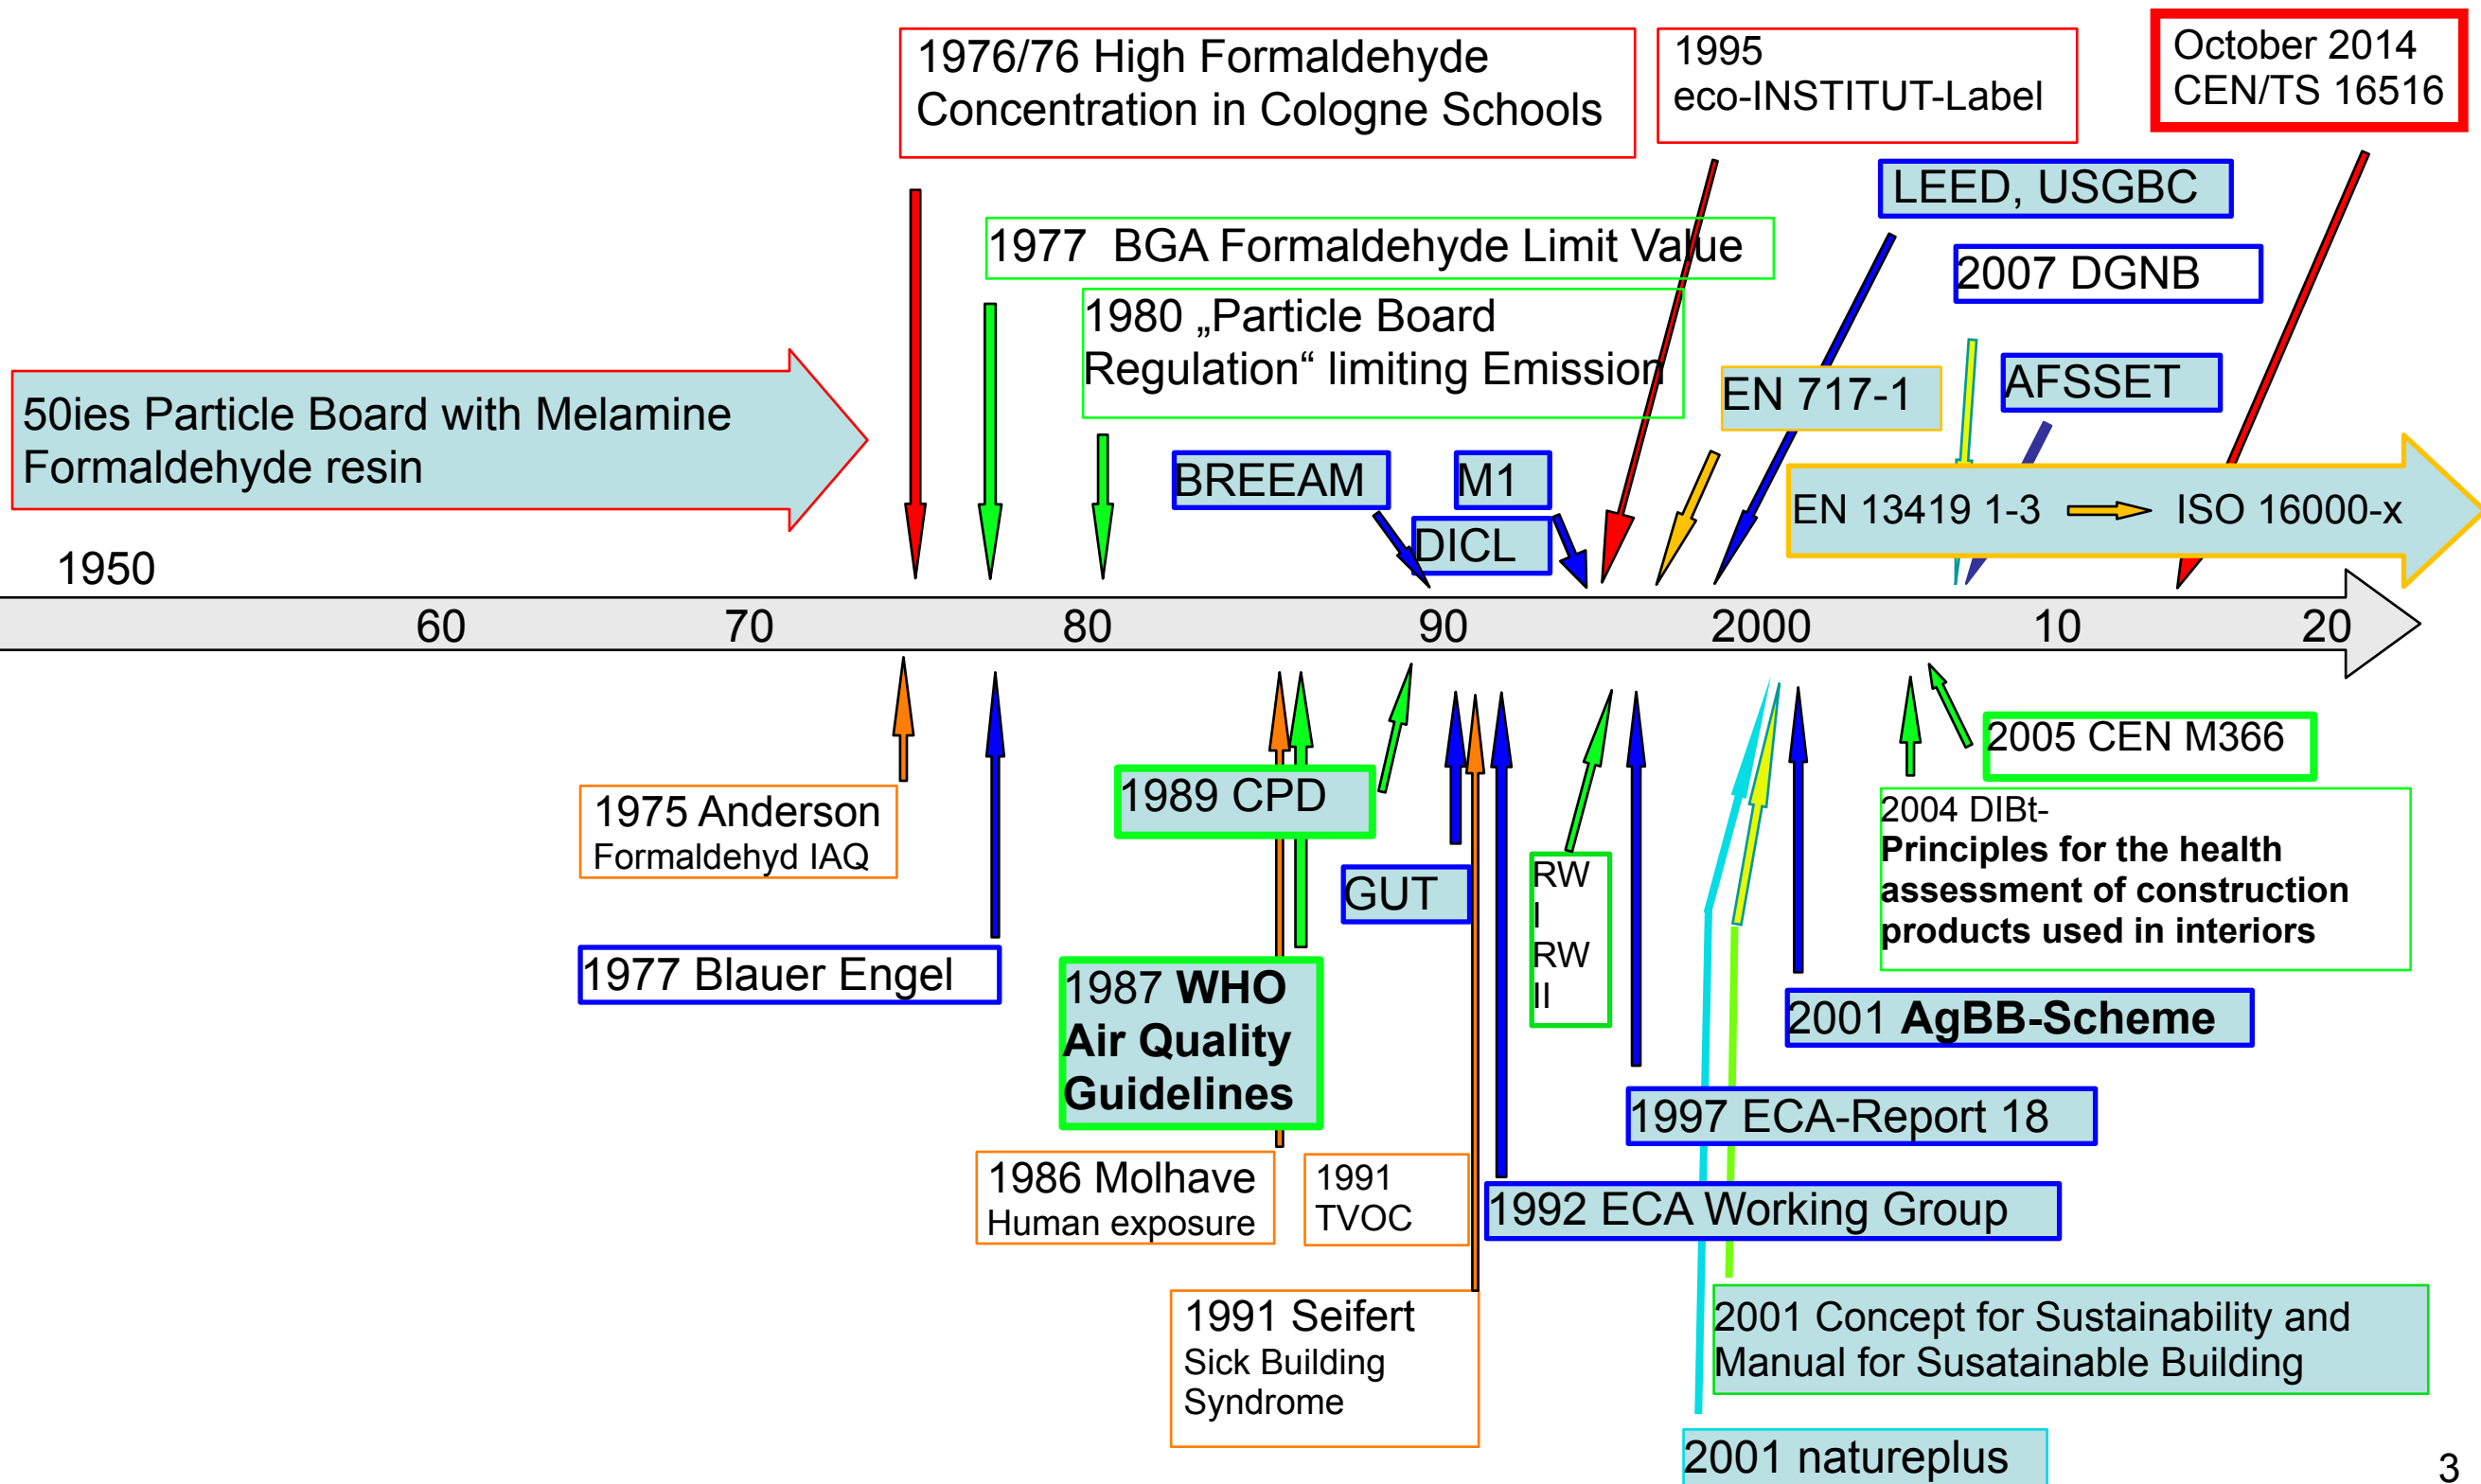 1976/76 High Formaldehyde
Concentration in Cologne Schools
1995
eco-INSTITUT-Label
October 2014
CEN/TS 16516
LEED, USGBC
1977 BGA Formaldehyde Limit Value
2007 DGNB
1980 „Particle Board
Regulation“ limiting Emission
EN 717-1
AFSSET
50ies Particle Board with Melamine
Formaldehyde resin
BREEAM
M1
DICL
EN 13419 1-3
ISO 16000-x
1950
60
70
80
90
2000
10
20
1975 Anderson
Formaldehyd IAQ
1977 Blauer Engel
1989 CPD
GUT
RW
I
RW
II
2005 CEN M366
2004 DIBt-
Principles for the health
assessment of construction
products used in interiors
1987 WHO
Air Quality
Guidelines
2001 AgBB-Scheme
1997 ECA-Report 18
1986 Molhave
Human exposure
1991
TVOC
1992 ECA Working Group
1991 Seifert
Sick Building
Syndrome
2001 Concept for Sustainability and
Manual for Susatainable Building
2001 natureplus
3